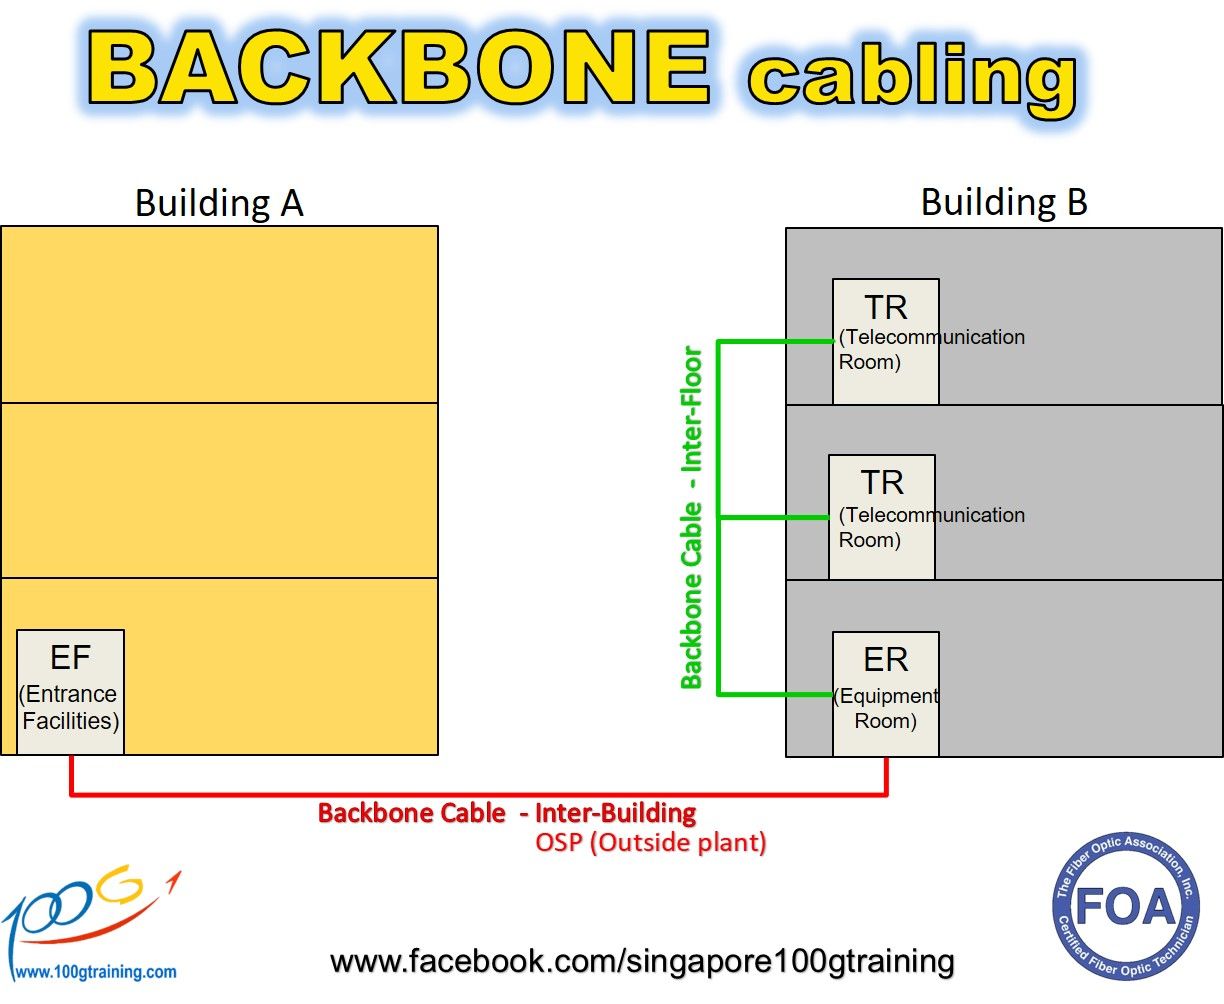 BACKBONE cabling
Building A
Building B
TR
(Telecommunication
Room)
Backbone Cable - Inter-Floor
TR
(Telecommunication
Room)
EF
(Entrance
Facilities)
ER
(Equipment
Room)
Backbone Cable - Inter-Building
OSP (Outside plant)
100G
www.100gtraining.com
www.facebook.com/singapore100gtraining
The Fiber Optic Association, Inc.
FOA
Certified Fiber Optic Technician